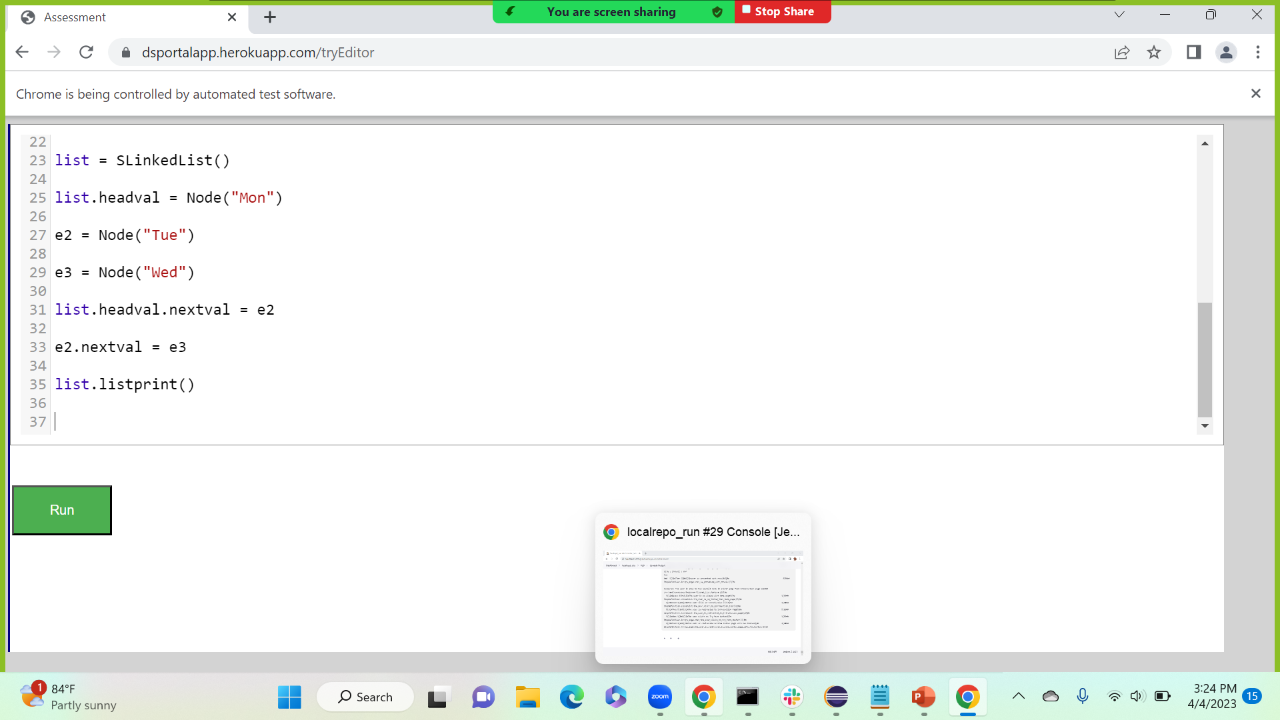 Assessment
You are screen sharing
Stop Share
dsportalapp.herokuapp.com/tryEditor
Chrome is being controlled by automated test software.
22
23 list = SLinkedList()
24
25 list.headval = Node("Mon")
26
27 e2 = Node("Tue")
28
29 e3 = Node("Wed")
30
31 list.headval.nextval = e2
32
33 e2.nextval = e3
34
35 list.listprint()
36
37
Run
localrepo_run #29 Console [Je...
1
84°F
Partly sunny
Search
zoom
3:24 PM
4/4/2023
15